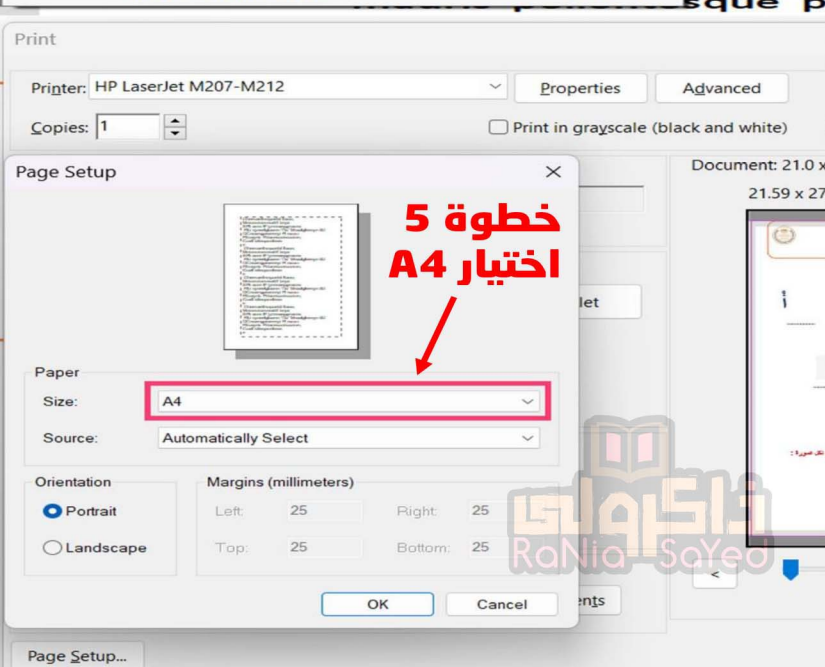 Print
Printer: HP LaserJet M207-M212
Properties
Advanced
Copies: 1
Print in grayscale (black and white)
Page Setup
Document: 21.0 x
21.59 x 27
خطوة 5
اختيار A4
Paper
Size: A4
Source: Automatically Select
Orientation
Portrait
Landscape
Margins (millimeters)
Left: 25
Right: 25
Top: 25
Bottom: 25
OK
Cancel
Page Setup...
let
ents
<
أ
ذاكرولي
RaNia SaYed